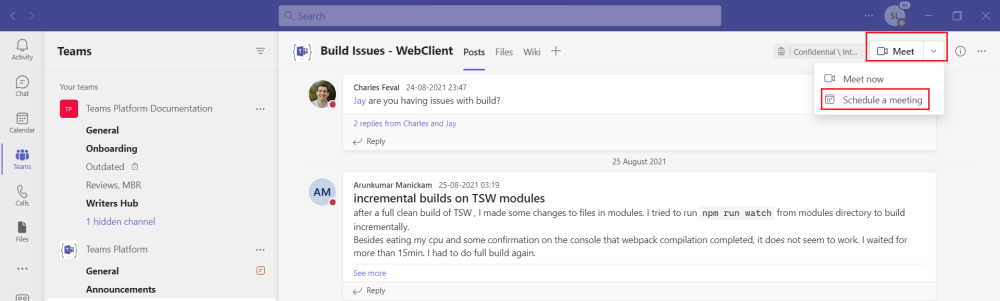 Search
SL
Activity
Chat
Calendar
Teams
Calls
Files
Teams
Your teams
TP
Teams Platform Documentation
General
Onboarding
Outdated
Reviews, MBR
Writers Hub
1 hidden channel
Teams Platform
General
Announcements
Build Issues - WebClient
Posts
Files
Wiki
Confidential \ Int...
Meet
Meet now
Schedule a meeting
Charles Feval 24-08-2021 23:47
Jay are you having issues with build?
2 replies from Charles and Jay
Reply
25 August 2021
AM
Arunkumar Manickam 25-08-2021 03:19
incremental builds on TSW modules
after a full clean build of TSW , I made some changes to files in modules. I tried to run npm run watch from modules directory to build
incrementally.
Besides eating my cpu and some confirmation on the console that webpack compilation completed, it does not seem to work. I waited for
more than 15min. I had to do full build again.
See more
Reply